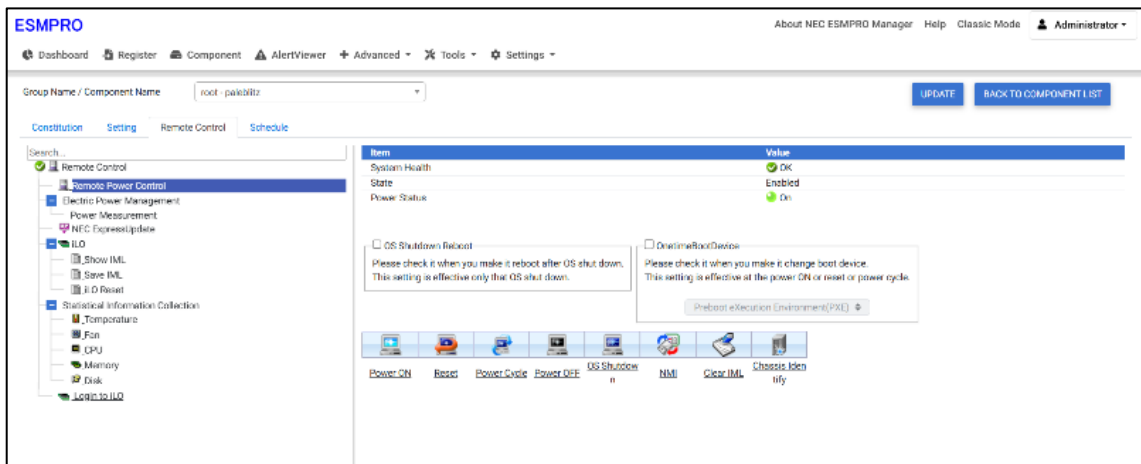 ESMPRO
About NEC ESMPRO Manager Help Classic Mode Administrator
Dashboard Register Component AlertViewer Advanced Tools Settings
Group Name / Component Name root - paleblitz
UPDATE BACK TO COMPONENT LIST
Constitution Setting Remote Control Schedule
Search...
Remote Control
Remote Power Control
Electric Power Management
Power Measurement
NEC ExpressUpdate
iLO
Show IML
Save IML
iLO Reset
Statistical Information Collection
Temperature
Fan
CPU
Memory
Disk
Login to iLO
Item Value
System Health OK
State Enabled
Power Status On
OS Shutdown Reboot
Please check it when you make it reboot after OS shut down.
This setting is effective only that OS shut down.
OnetimeBootDevice
Please check it when you make it change boot device.
This setting is effective at the power ON or reset or power cycle.
Preboot eXecution Environment(PXE)
Power ON Reset Power Cycle Power OFF OS Shutdow
n NMI Clear IML Chassis Iden
tify